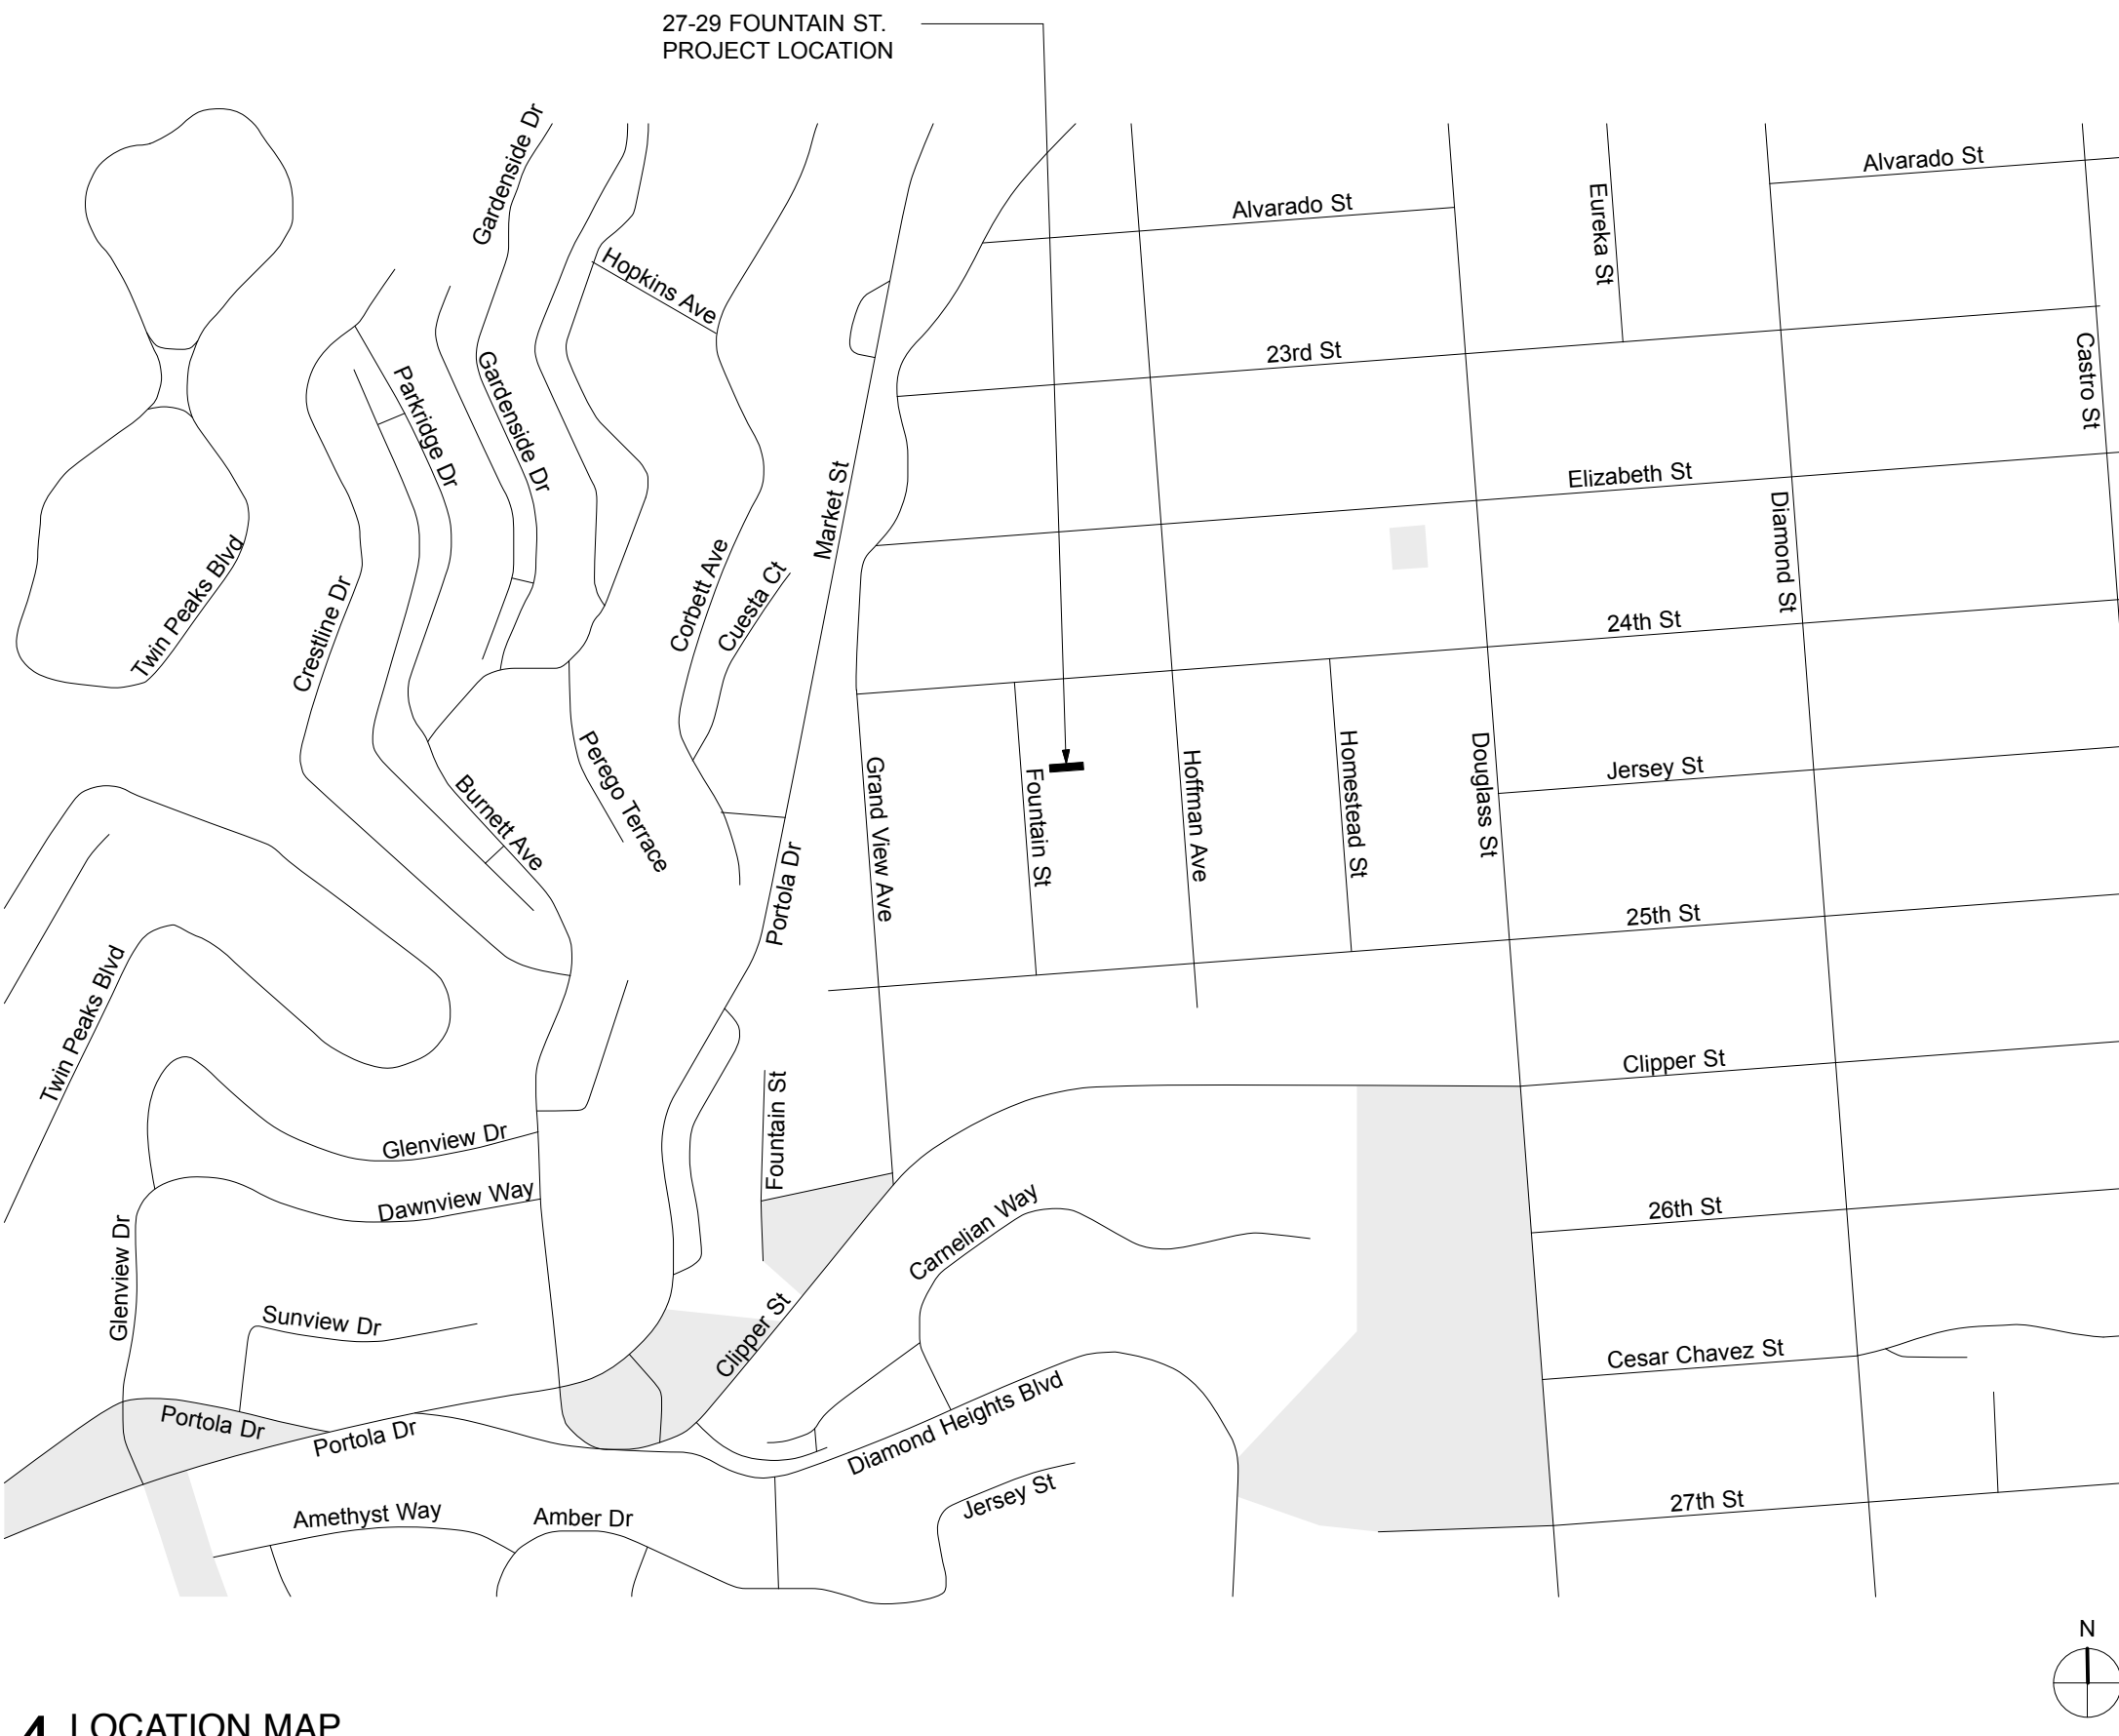 27-29 FOUNTAIN ST.
PROJECT LOCATION
Gardenside Dr
Alvarado St
Alvarado St
Eureka St
Hopkins Ave
23rd St
Castro St
Parkridge Dr
Gardenside Dr
Market St
Elizabeth St
Diamond St
Twin Peaks Blvd
Crestline Dr
Corbett Ave
Cuesta Ct
24th St
Burnett Ave
Perego Terrace
Portola Dr
Grand View Ave
Fountain St
Hoffman Ave
Homestead St
Douglass St
Jersey St
25th St
Twin Peaks Blvd
Fountain St
Clipper St
Glenview Dr
Dawnview Way
Carnelian Way
26th St
Glenview Dr
Sunview Dr
Clipper St
Cesar Chavez St
Portola Dr
Portola Dr
Diamond Heights Blvd
Jersey St
27th St
Amethyst Way
Amber Dr
N
4 LOCATION MAP